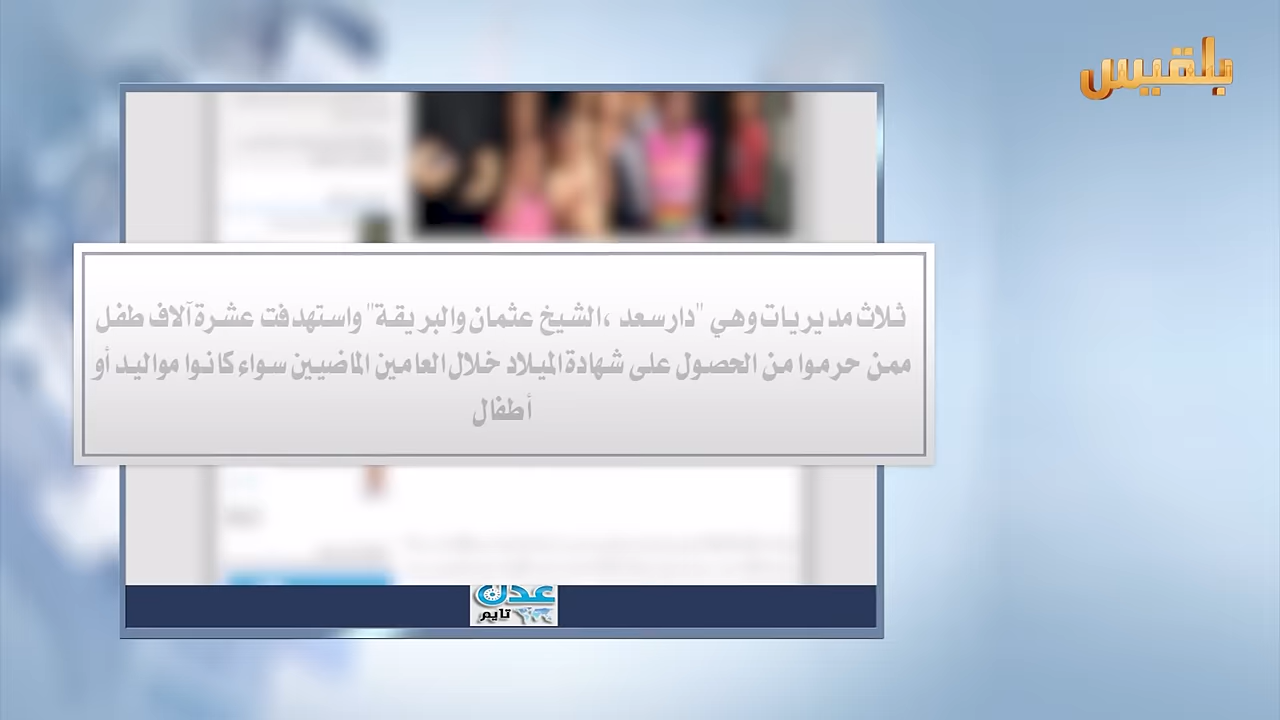 بلقيس
ثلاث مديريات وهي "دارسعد ،الشيخ عثمان والبريقة" واستهدفت عشرة آلاف طفل
ممن حرموا من الحصول على شهادة الميلاد خلال العامين الماضيين سواء كانوا مواليد أو
أطفال
عدن
تايم